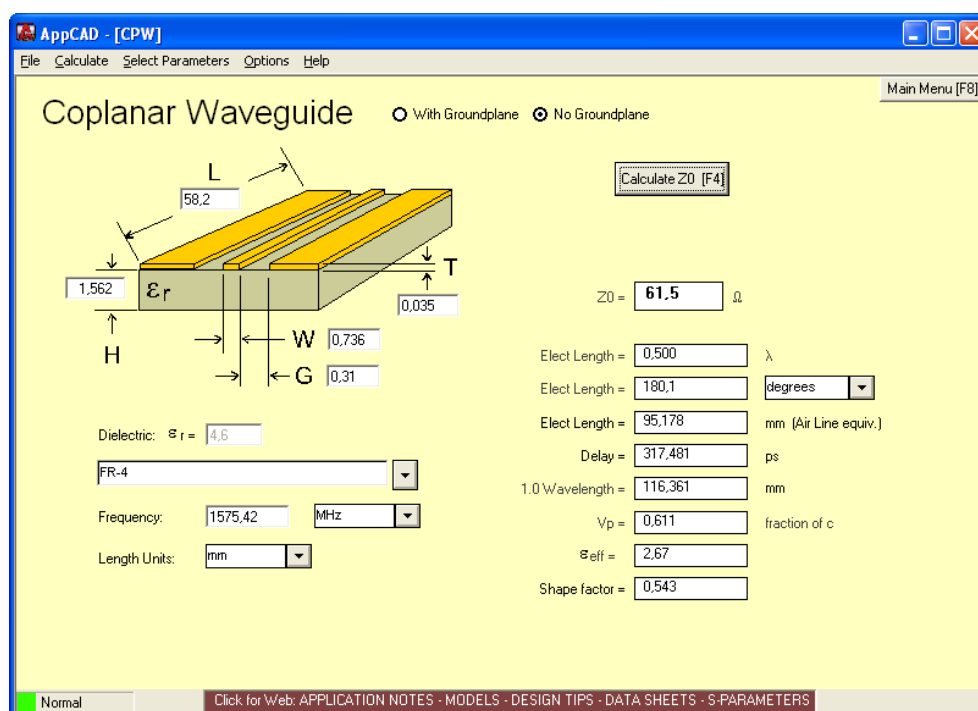 AppCAD - [CPW]
File Calculate Select Parameters Options Help
Main Menu [F8]
Coplanar Waveguide
With Groundplane No Groundplane
L
58,2
Calculate Z0 [F4]
T
1,562
εr
0,035
Z0 = 61,5 Ω
H
W 0,736
G 0,31
Elect Length = 0,500 λ
Elect Length = 180,1 degrees
Elect Length = 95,178 mm (Air Line equiv.)
Delay = 317,481 ps
1.0 Wavelength = 116,361 mm
Vp = 0,611 fraction of c
εeff = 2,67
Shape factor = 0,543
Dielectric: εr = 4,6
FR-4
Frequency: 1575,42 MHz
Length Units: mm
Normal
Click for Web: APPLICATION NOTES - MODELS - DESIGN TIPS - DATA SHEETS - S-PARAMETERS